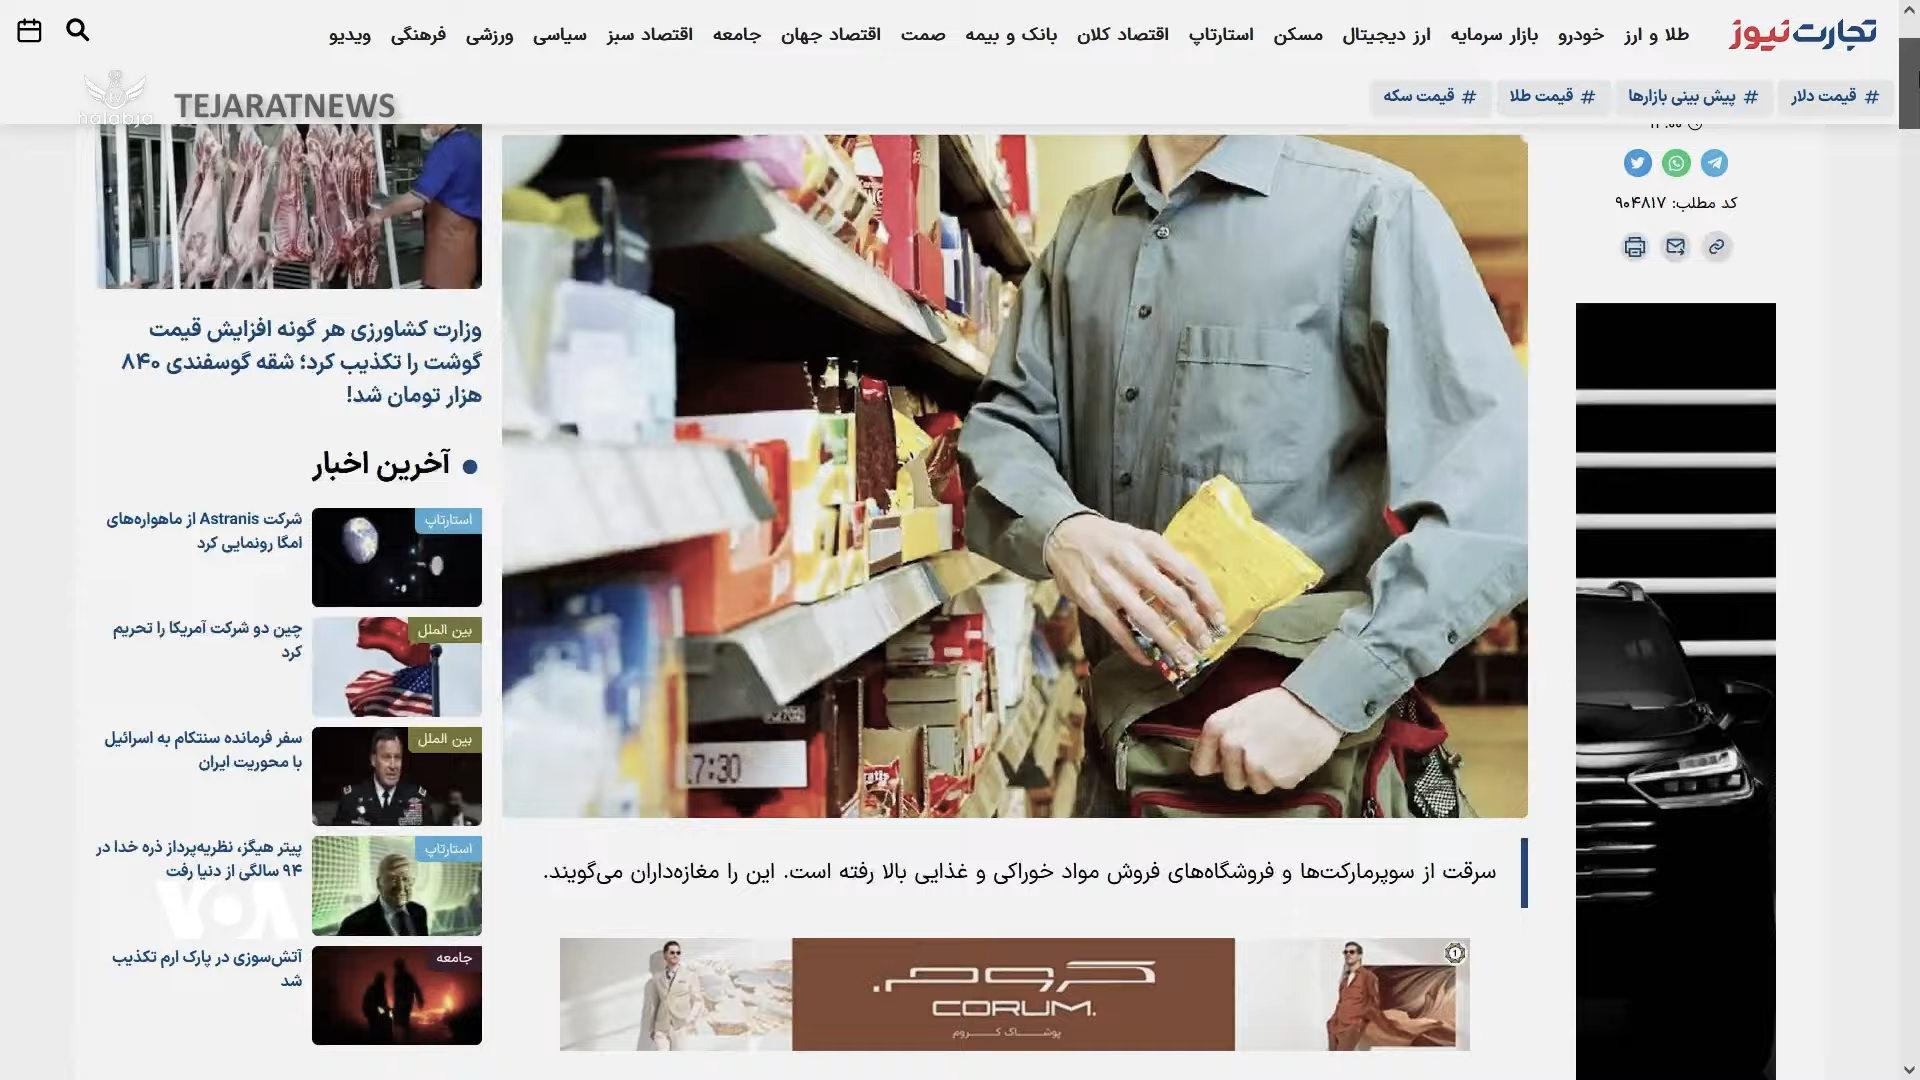 تجارت‌نیوز
طلا و ارز
خودرو
بازار سرمایه
ارز دیجیتال
مسکن
استارتاپ
اقتصاد کلان
بانک و بیمه
صمت
اقتصاد جهان
جامعه
اقتصاد سبز
سیاسی
ورزشی
فرهنگی
ویدیو
# قیمت دلار
# پیش بینی بازارها
# قیمت طلا
# قیمت سکه
TEJARATNEWS
halabja
کد مطلب: ۹۰۴۸۱۷
7:30
سرقت از سوپرمارکت‌ها و فروشگاه‌های فروش مواد خوراکی و غذایی بالا رفته است. این را مغازه‌داران می‌گویند.
کروم.
CORUM.
پوشاک کروم
وزارت کشاورزی هر گونه افزایش قیمت
گوشت را تکذیب کرد؛ شقه گوسفندی ۸۴۰
هزار تومان شد!
آخرین اخبار
استارتاپ
شرکت Astranis از ماهواره‌های
امگا رونمایی کرد
بین الملل
چین دو شرکت آمریکا را تحریم
کرد
بین الملل
سفر فرمانده سنتکام به اسرائیل
با محوریت ایران
استارتاپ
پیتر هیگز، نظریه‌پرداز ذره خدا در
۹۴ سالگی از دنیا رفت
VOA
جامعه
آتش‌سوزی در پارک ارم تکذیب
شد